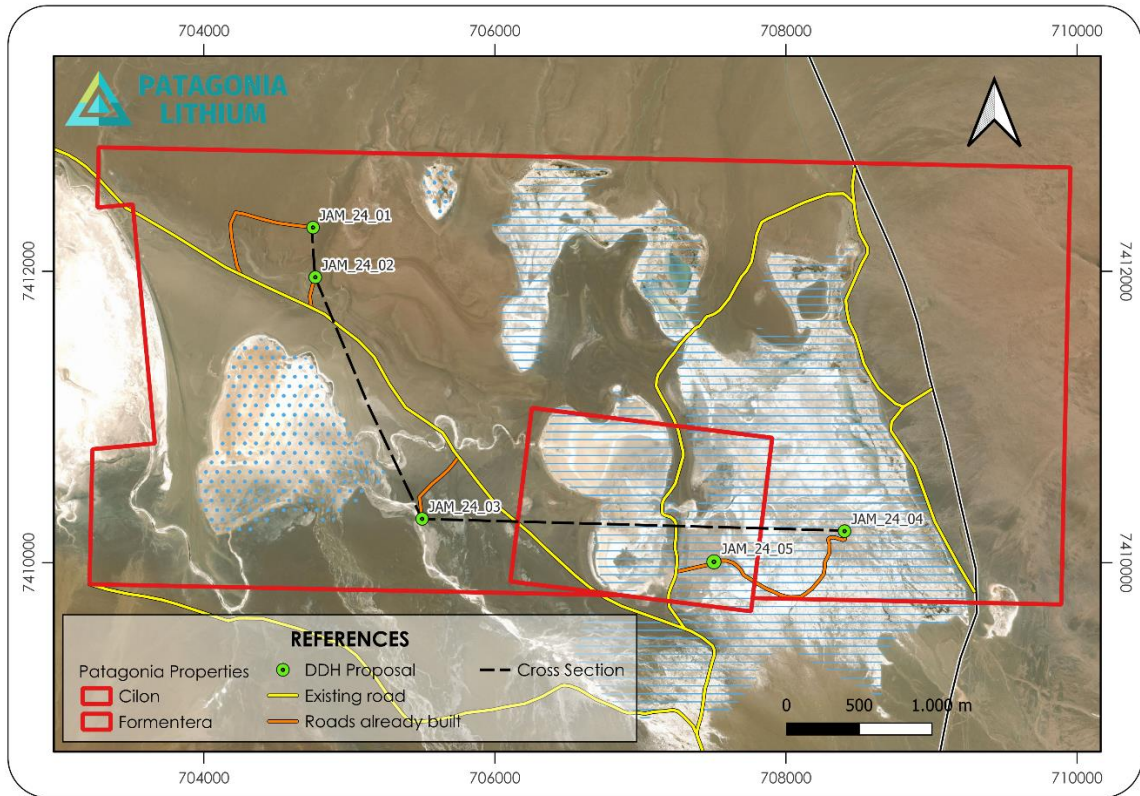 704000 706000 708000 710000
PATAGONIA
LITHIUM
JAM_24_01
7412000
JAM_24_02
7412000
JAM_24_03
JAM_24_04
JAM_24_05
7410000
7410000
REFERENCES
Patagonia Properties
Cilon
Formentera
DDH Proposal
Existing road
Roads already built
Cross Section
0 500 1.000 m
704000 706000 708000 710000